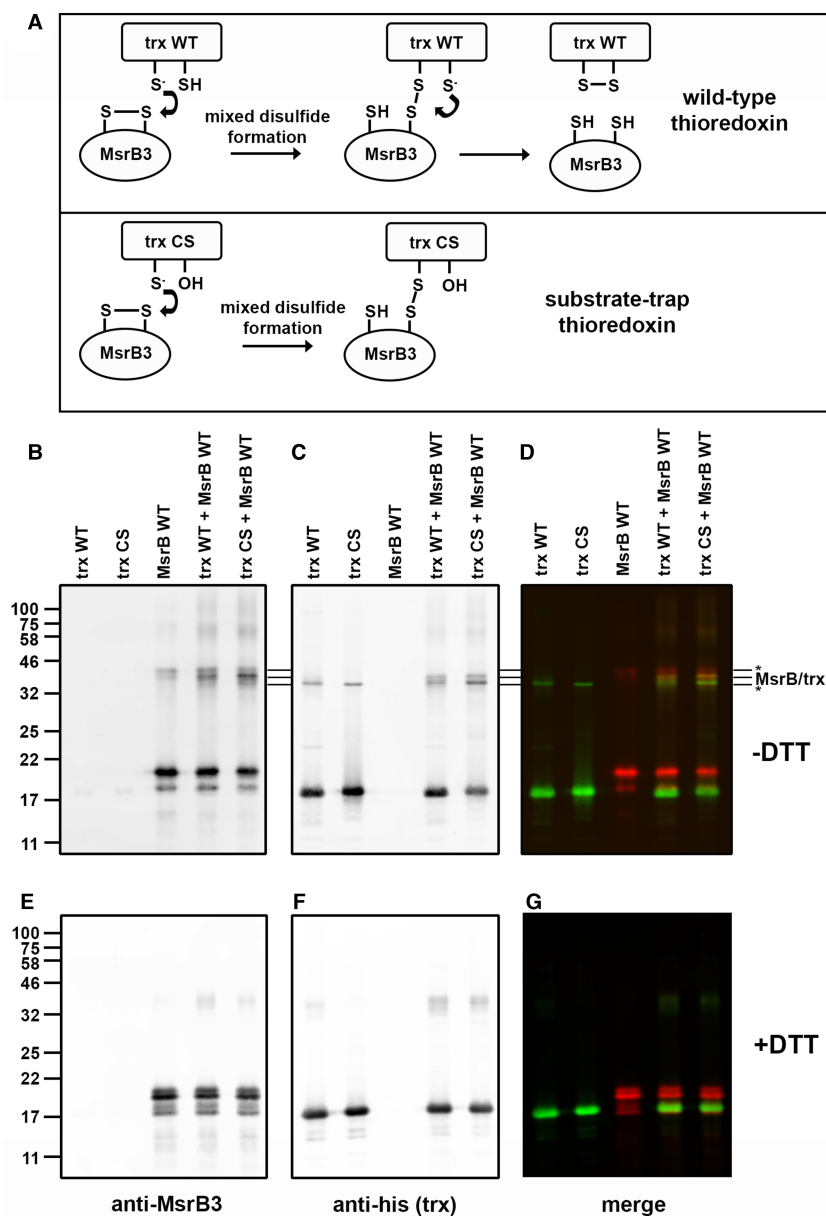 A
trx WT
S- SH
S S
MsrB3
mixed disulfide
formation
trx WT
S S-
SH S
MsrB3
trx WT
S S
SH SH
MsrB3
wild-type
thioredoxin
trx CS
S- OH
S S
MsrB3
mixed disulfide
formation
trx CS
S OH
SH S
MsrB3
substrate-trap
thioredoxin
B
trx WT
trx CS
MsrB WT
trx WT + MsrB WT
trx CS + MsrB WT
C
trx WT
trx CS
MsrB WT
trx WT + MsrB WT
trx CS + MsrB WT
D
trx WT
trx CS
MsrB WT
trx WT + MsrB WT
trx CS + MsrB WT
100
75
58
46
32
25
22
17
11
*
MsrB/trx
*
-DTT
E
F
G
100
75
58
46
32
25
22
17
11
+DTT
anti-MsrB3
anti-his (trx)
merge